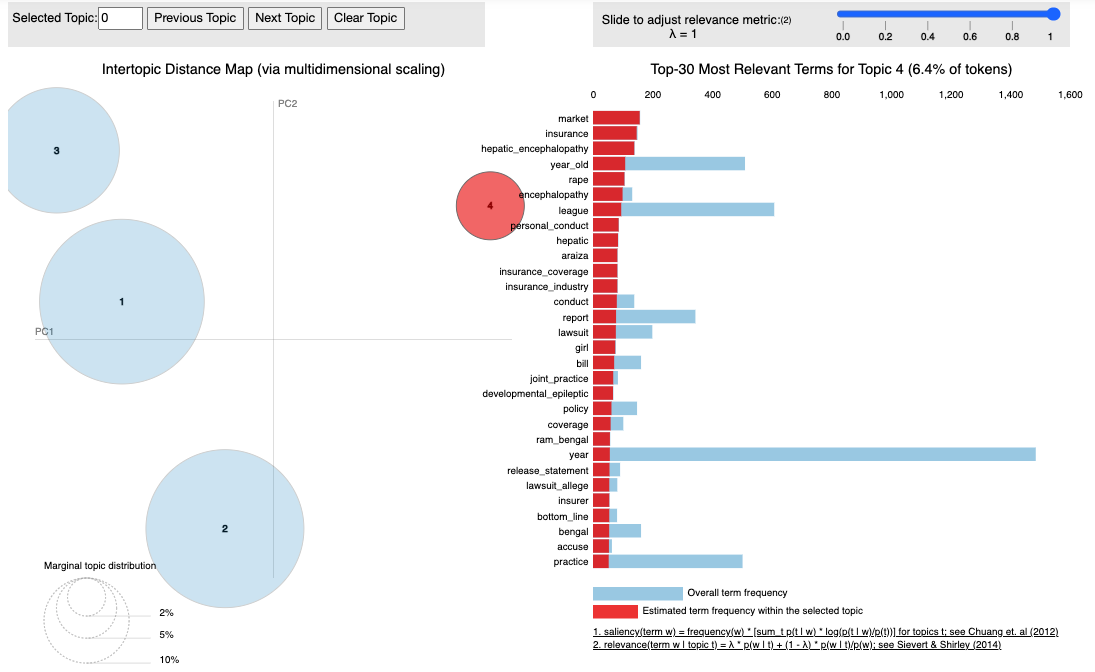 Selected Topic: 0 Previous Topic Next Topic Clear Topic
Slide to adjust relevance metric:(2)
λ = 1
0.0 0.2 0.4 0.6 0.8 1
Intertopic Distance Map (via multidimensional scaling)
PC2
PC1
3
1
4
2
Marginal topic distribution
2%
5%
10%
Top-30 Most Relevant Terms for Topic 4 (6.4% of tokens)
0 200 400 600 800 1,000 1,200 1,400 1,600
market
insurance
hepatic_encephalopathy
year_old
rape
encephalopathy
league
personal_conduct
hepatic
araiza
insurance_coverage
insurance_industry
conduct
report
lawsuit
girl
bill
joint_practice
developmental_epileptic
policy
coverage
ram_bengal
year
release_statement
lawsuit_allege
insurer
bottom_line
bengal
accuse
practice
Overall term frequency
Estimated term frequency within the selected topic
1. saliency(term w) = frequency(w) * [sum_t p(t | w) * log(p(t | w)/p(t))] for topics t; see Chuang et. al (2012)
2. relevance(term w | topic t) = λ * p(w | t) + (1 - λ) * p(w | t)/p(w); see Sievert & Shirley (2014)